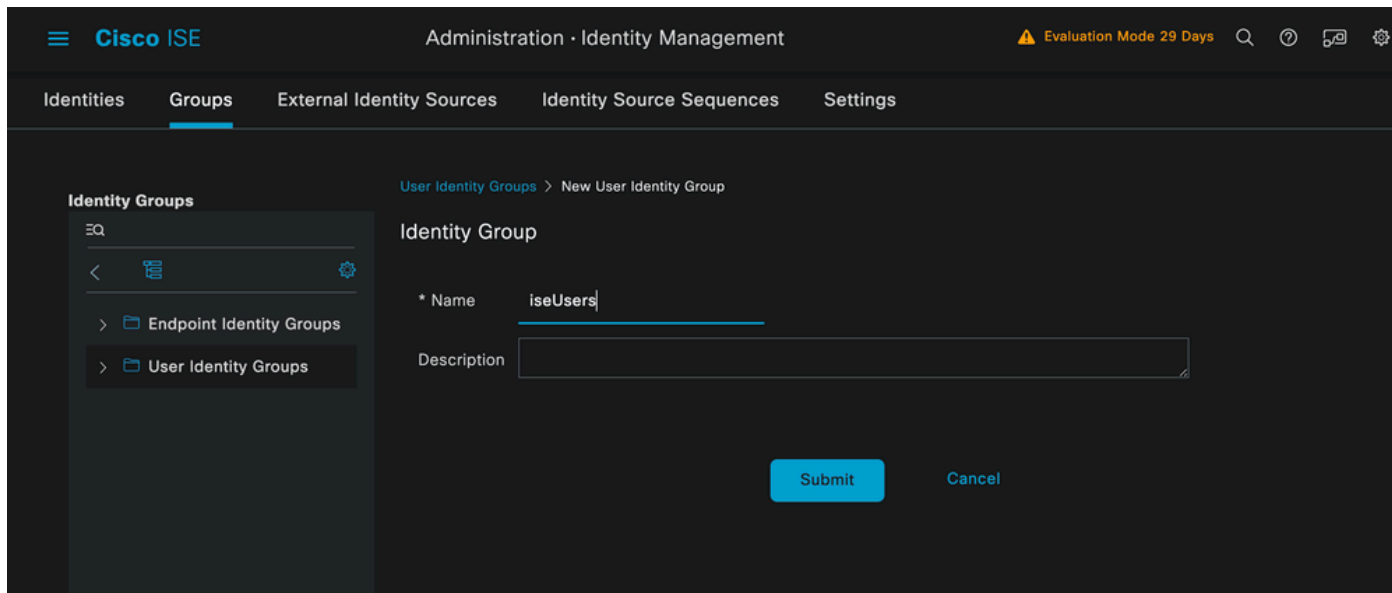 Cisco ISE
Administration · Identity Management
Evaluation Mode 29 Days
Identities
Groups
External Identity Sources
Identity Source Sequences
Settings
Identity Groups
Endpoint Identity Groups
User Identity Groups
User Identity Groups > New User Identity Group
Identity Group
* Name
iseUsers
Description
Submit
Cancel